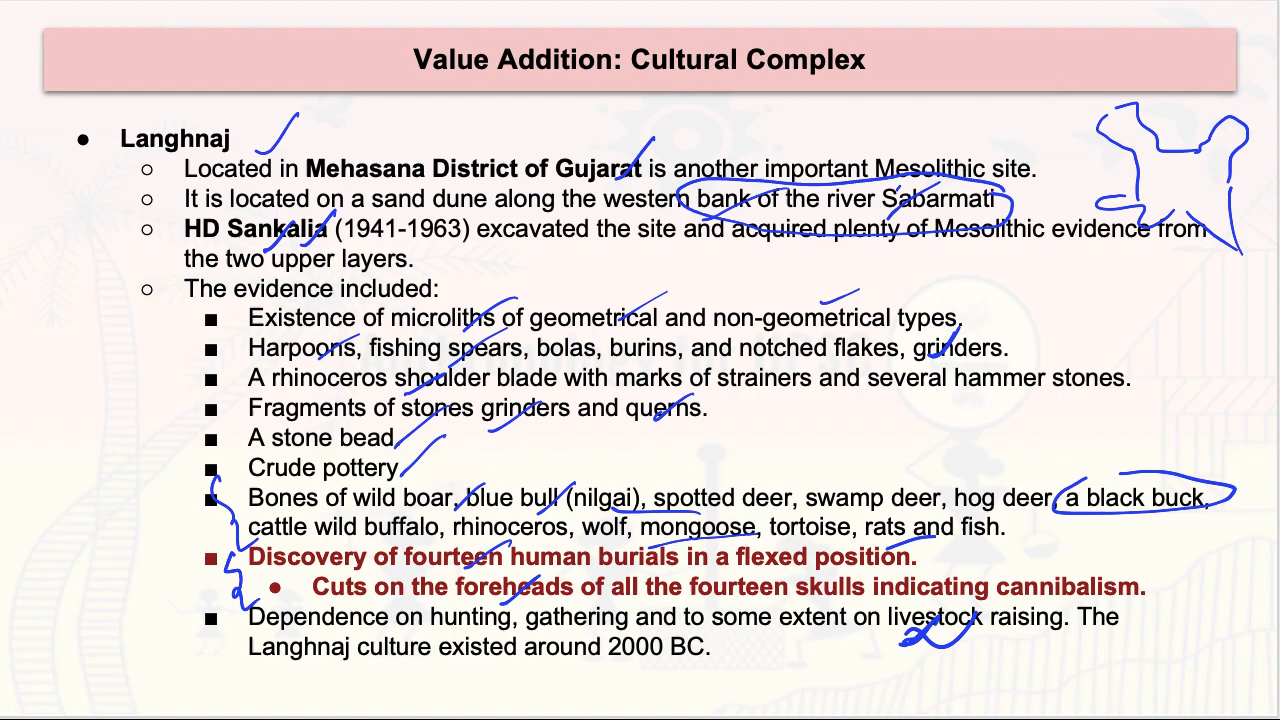 Value Addition: Cultural Complex
● Langhnaj
○ Located in Mehasana District of Gujarat is another important Mesolithic site.
○ It is located on a sand dune along the western bank of the river Sabarmati
○ HD Sankalia (1941-1963) excavated the site and acquired plenty of Mesolithic evidence from
the two upper layers.
○ The evidence included:
■ Existence of microliths of geometrical and non-geometrical types.
■ Harpoons, fishing spears, bolas, burins, and notched flakes, grinders.
■ A rhinoceros shoulder blade with marks of strainers and several hammer stones.
■ Fragments of stones grinders and querns.
■ A stone bead
■ Crude pottery
■ Bones of wild boar, blue bull (nilgai), spotted deer, swamp deer, hog deer, a black buck,
cattle wild buffalo, rhinoceros, wolf, mongoose, tortoise, rats and fish.
■ Discovery of fourteen human burials in a flexed position.
● Cuts on the foreheads of all the fourteen skulls indicating cannibalism.
■ Dependence on hunting, gathering and to some extent on livestock raising. The
Langhnaj culture existed around 2000 BC.